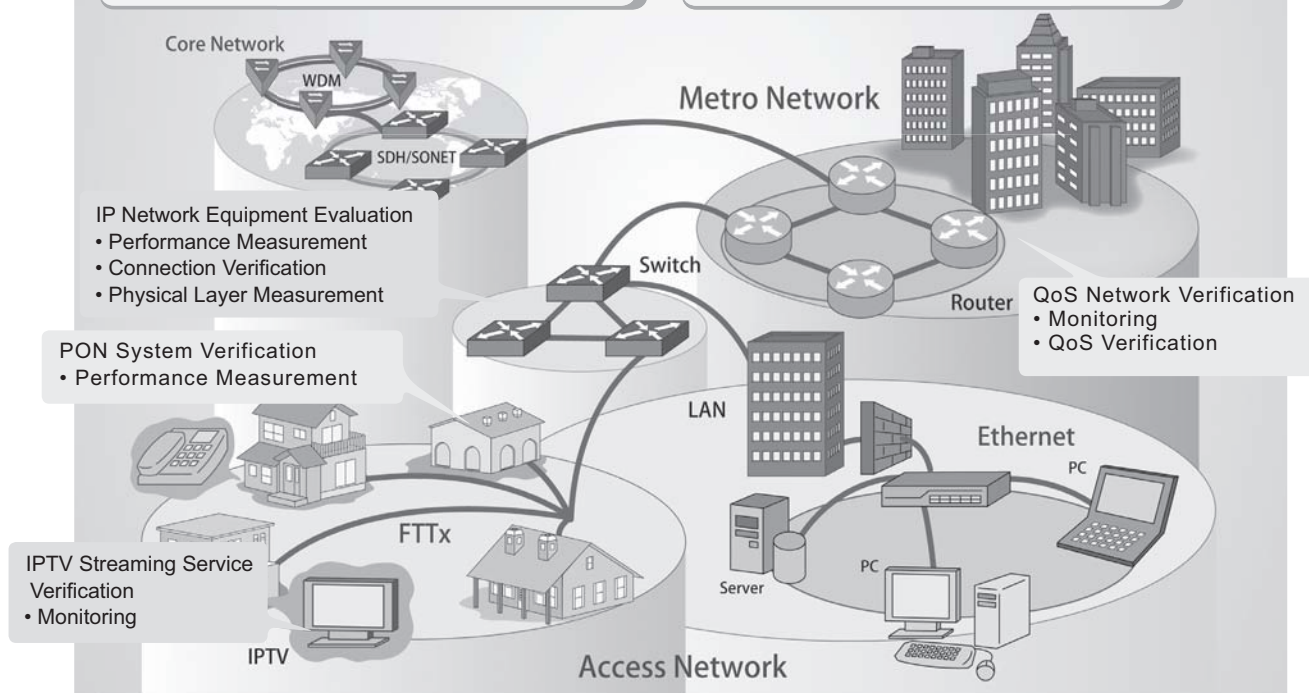 Core Network
WDM
Metro Network
SDH/SONET
IP Network Equipment Evaluation
• Performance Measurement
• Connection Verification
• Physical Layer Measurement
Switch
Router
QoS Network Verification
• Monitoring
• QoS Verification
PON System Verification
• Performance Measurement
LAN
Ethernet
PC
FTTx
IPTV Streaming Service
Verification
• Monitoring
Server
PC
IPTV
Access Network